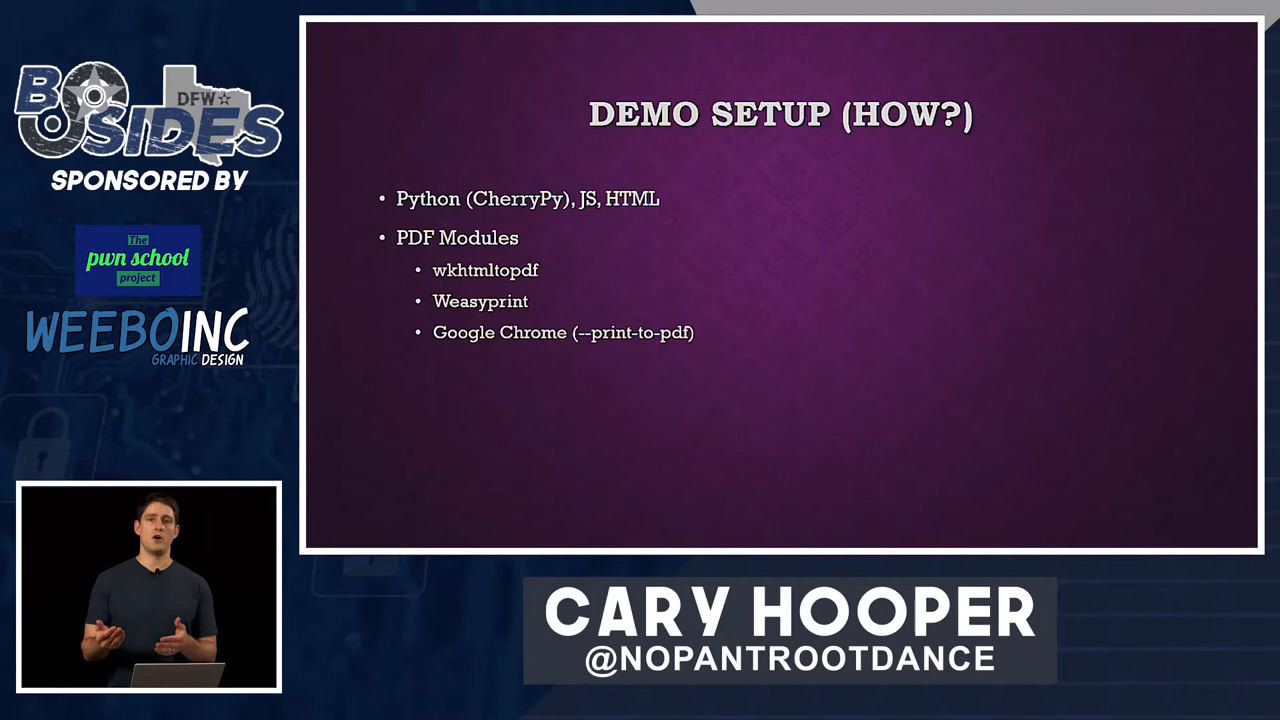 BSIDES
DFW
SPONSORED BY
The
pwn school
project
WEEBOINC
GRAPHIC DESIGN
DEMO SETUP (HOW?)
• Python (CherryPy), JS, HTML
• PDF Modules
• wkhtmltopdf
• Weasyprint
• Google Chrome (--print-to-pdf)
CARY HOOPER
@NOPANTROOTDANCE